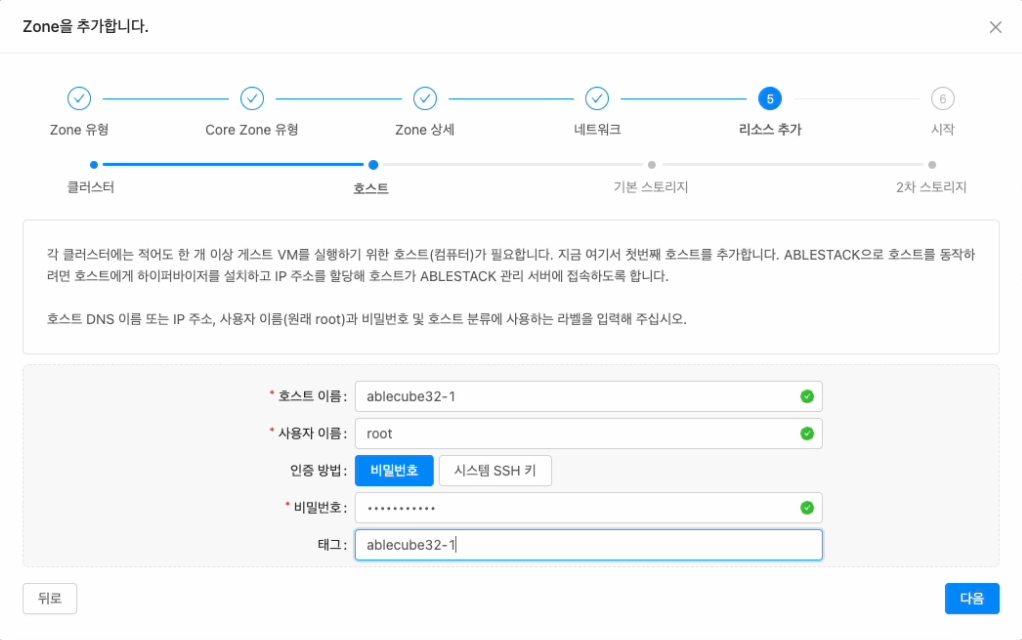 Zone을 추가합니다.
Zone 유형
Core Zone 유형
Zone 상세
네트워크
5
리소스 추가
6
시작
클러스터
호스트
기본 스토리지
2차 스토리지
각 클러스터에는 적어도 한 개 이상 게스트 VM를 실행하기 위한 호스트(컴퓨터)가 필요합니다. 지금 여기서 첫번째 호스트를 추가합니다. ABLESTACK으로 호스트를 동작하
려면 호스트에게 하이퍼바이저를 설치하고 IP 주소를 할당해 호스트가 ABLESTACK 관리 서버에 접속하도록 합니다.
호스트 DNS 이름 또는 IP 주소, 사용자 이름(원래 root)과 비밀번호 및 호스트 분류에 사용하는 라벨을 입력해 주십시오.
* 호스트 이름 : ablecube32-1
* 사용자 이름 : root
인증 방법 : 비밀번호 시스템 SSH 키
* 비밀번호 : •••••••••••
태그 : ablecube32-1
뒤로
다음